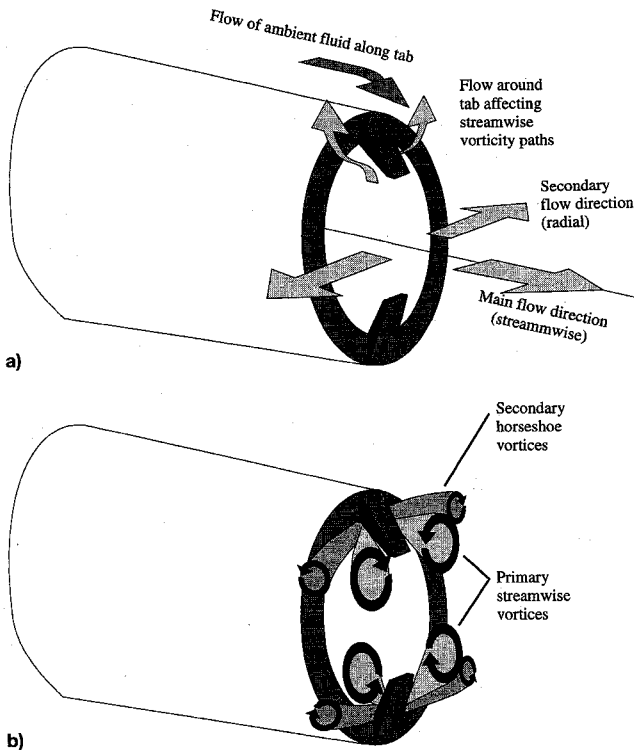 Flow of ambient fluid along tab
Flow around
tab affecting
streamwise
vorticity paths
Secondary
flow direction
(radial)
Main flow direction
(streammwise)
a)
Secondary
horseshoe
vortices
Primary
streamwise
vortices
b)